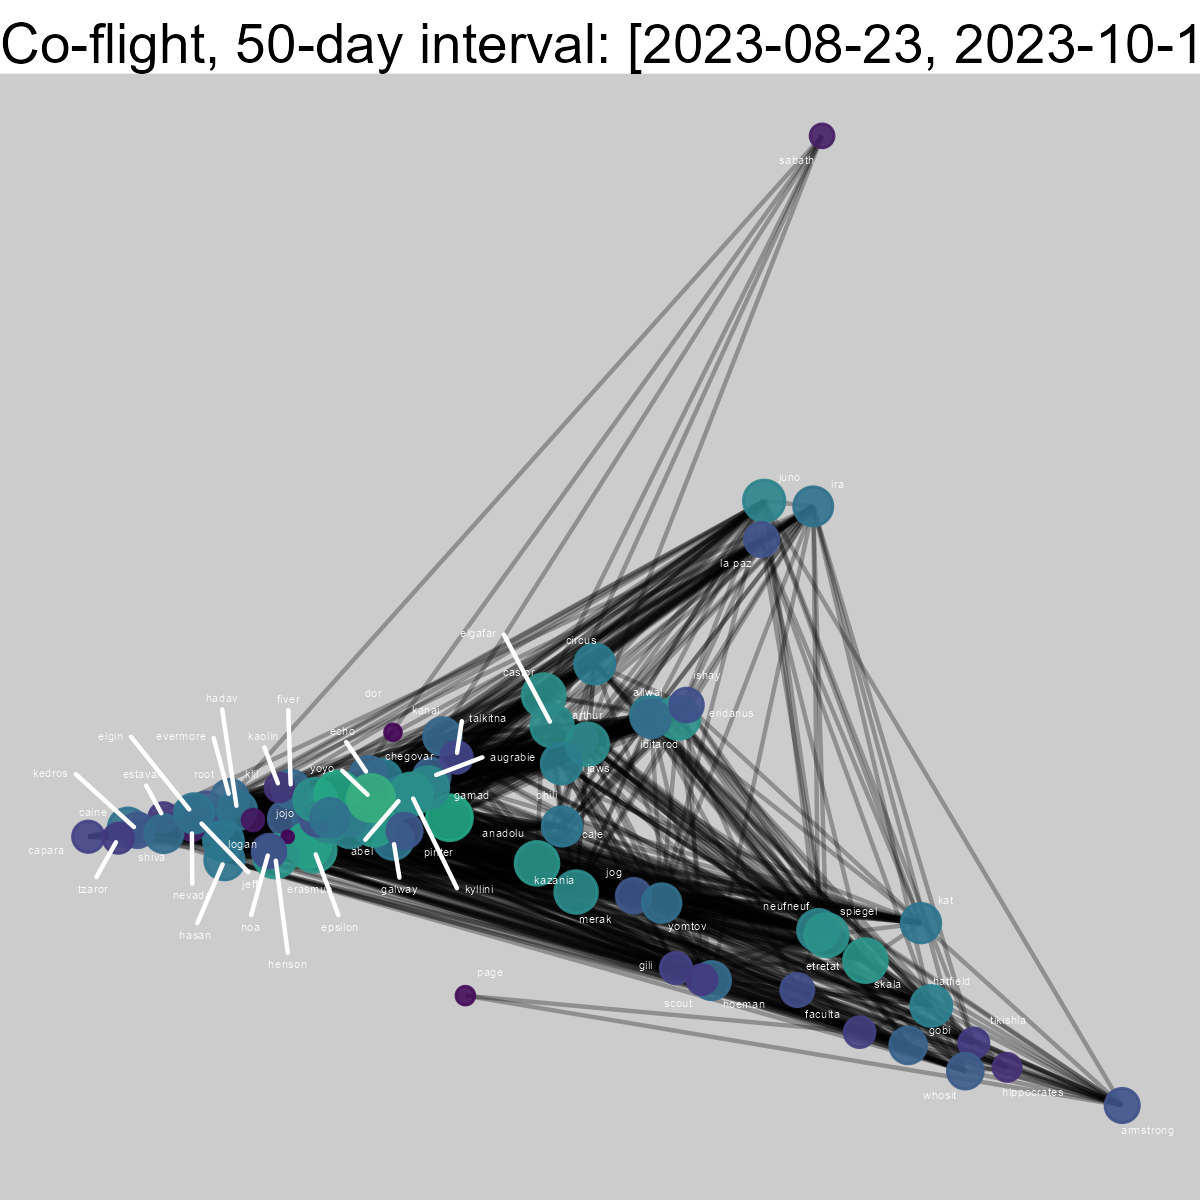 Co-flight, 50-day interval: [2023-08-23, 2023-10-1
sabath
juno
ira
la paz
elgafar
circus
castor
ishay
aliwal
hadav
fiver
dor
kanai
talkitna
arthur
eridanus
elgin
evermore
kaolin
echo
iditarod
chegovar
augrabie
kedros
estavan
root
klil
yoyo
jaws
phili
gamad
caine
jojo
anadolu
cale
capara
shiva
logan
abel
pinter
tzaror
nevada
jeff
erasmus
galway
kyllini
kazania
jog
merak
yomtov
neufneuf
spiegel
kat
hasan
noa
epsilon
henson
page
gili
etretat
skala
hatfield
scout
hoeman
faculta
gobi
tikishla
whosit
hippocrates
armstrong